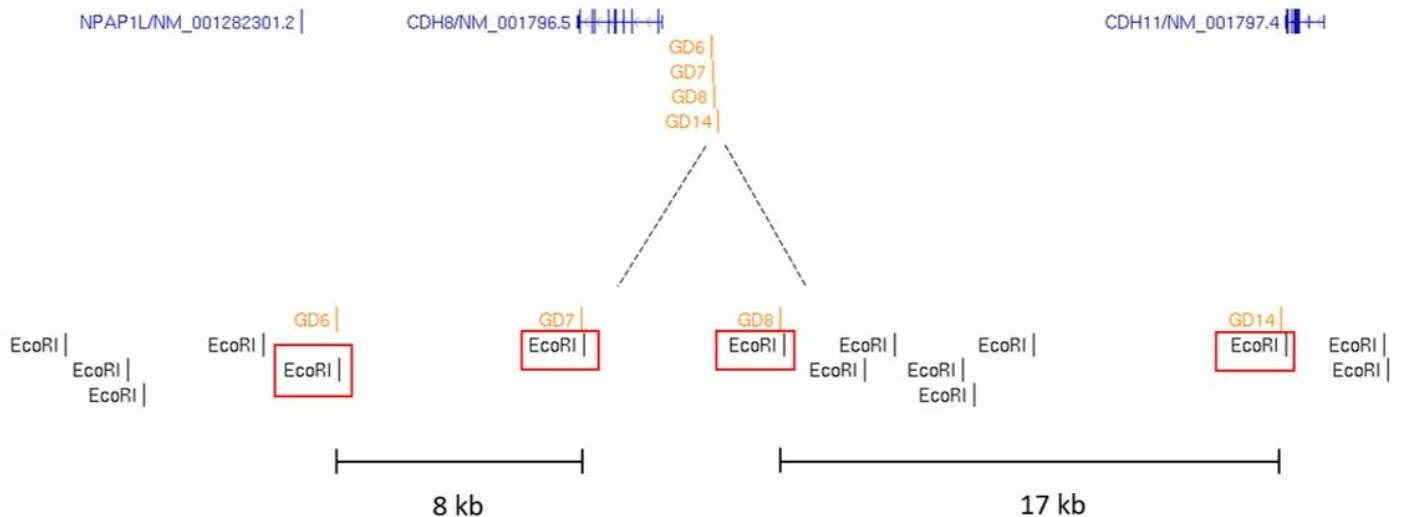 NPAP1L/NM_001282301.2 CDH8/NM_001796.5 CDH11/NM_001797.4
GD6
GD7
GD8
GD14
GD6 GD7 GD8 GD14
EcoRI EcoRI EcoRI EcoRI EcoRI EcoRI EcoRI EcoRI
EcoRI EcoRI EcoRI EcoRI EcoRI
EcoRI EcoRI
8 kb 17 kb